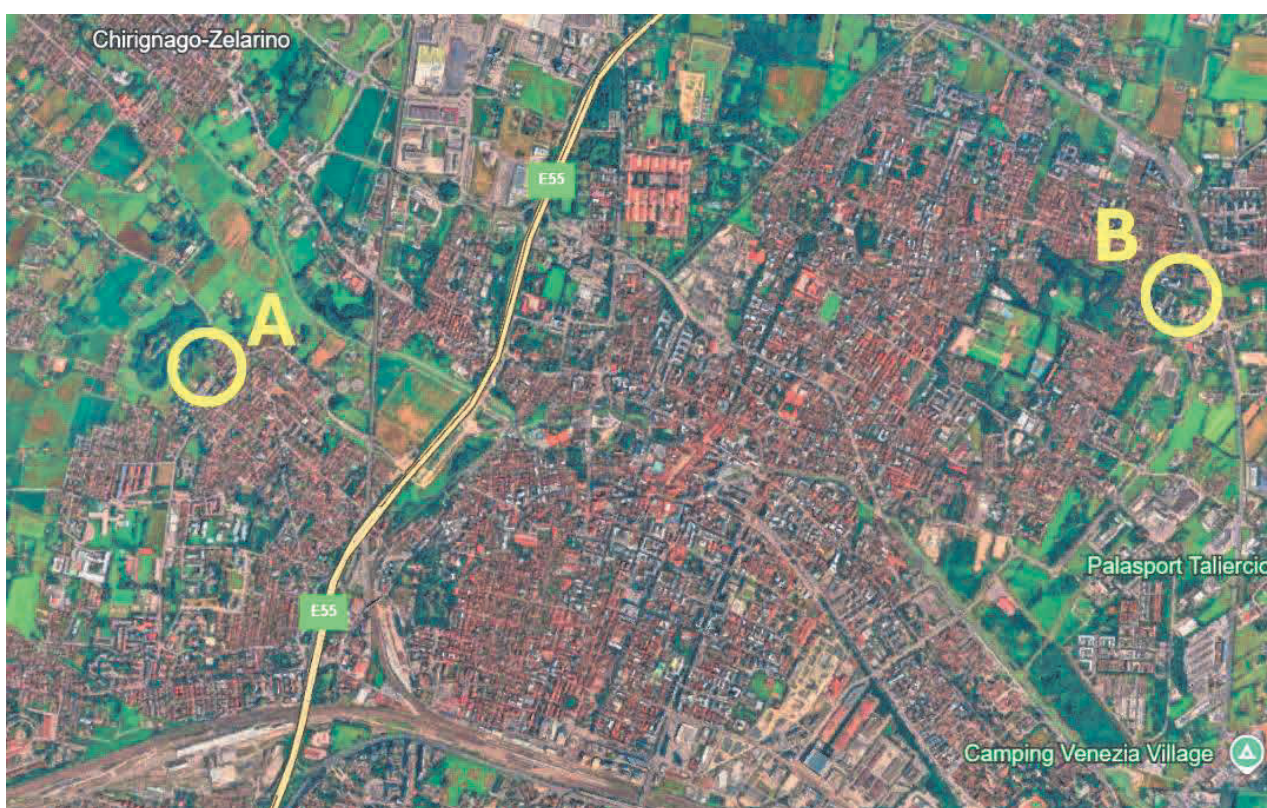 Chirignago-Zelarino
E55
B
A
Palasport Taliercio
E55
Camping Venezia Village